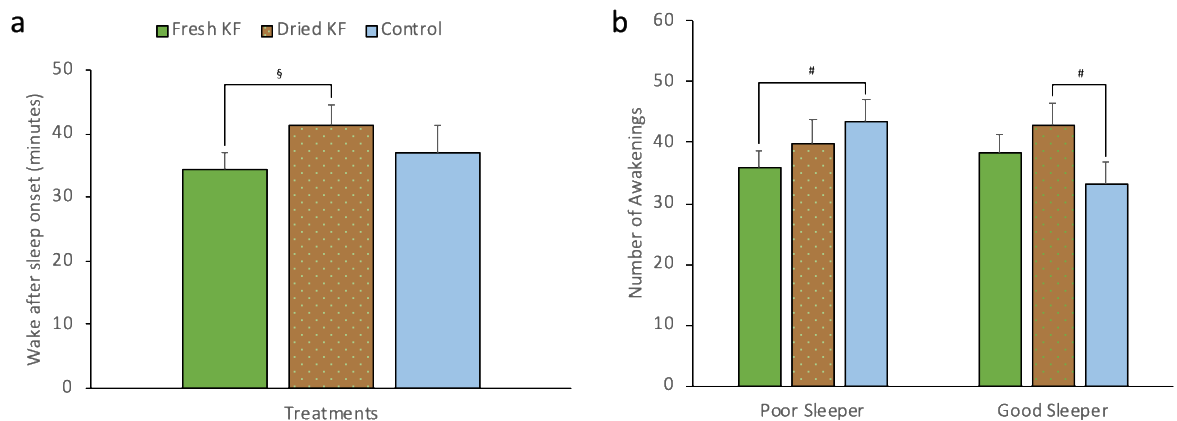 a
Fresh KF Dried KF Control
Wake after sleep onset (minutes)
50
40
30
20
10
0
§
Treatments
b
Number of Awakenings
60
50
40
30
20
10
0
#
#
Poor Sleeper Good Sleeper